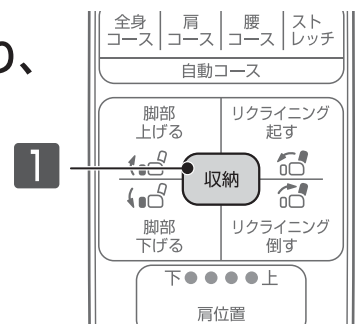 り、
全身 肩 腰 スト
コース コース コース レッチ
自動コース
脚部 リクライニング
上げる 起す
1 収納
脚部 リクライニング
下げる 倒す
下 上
肩位置